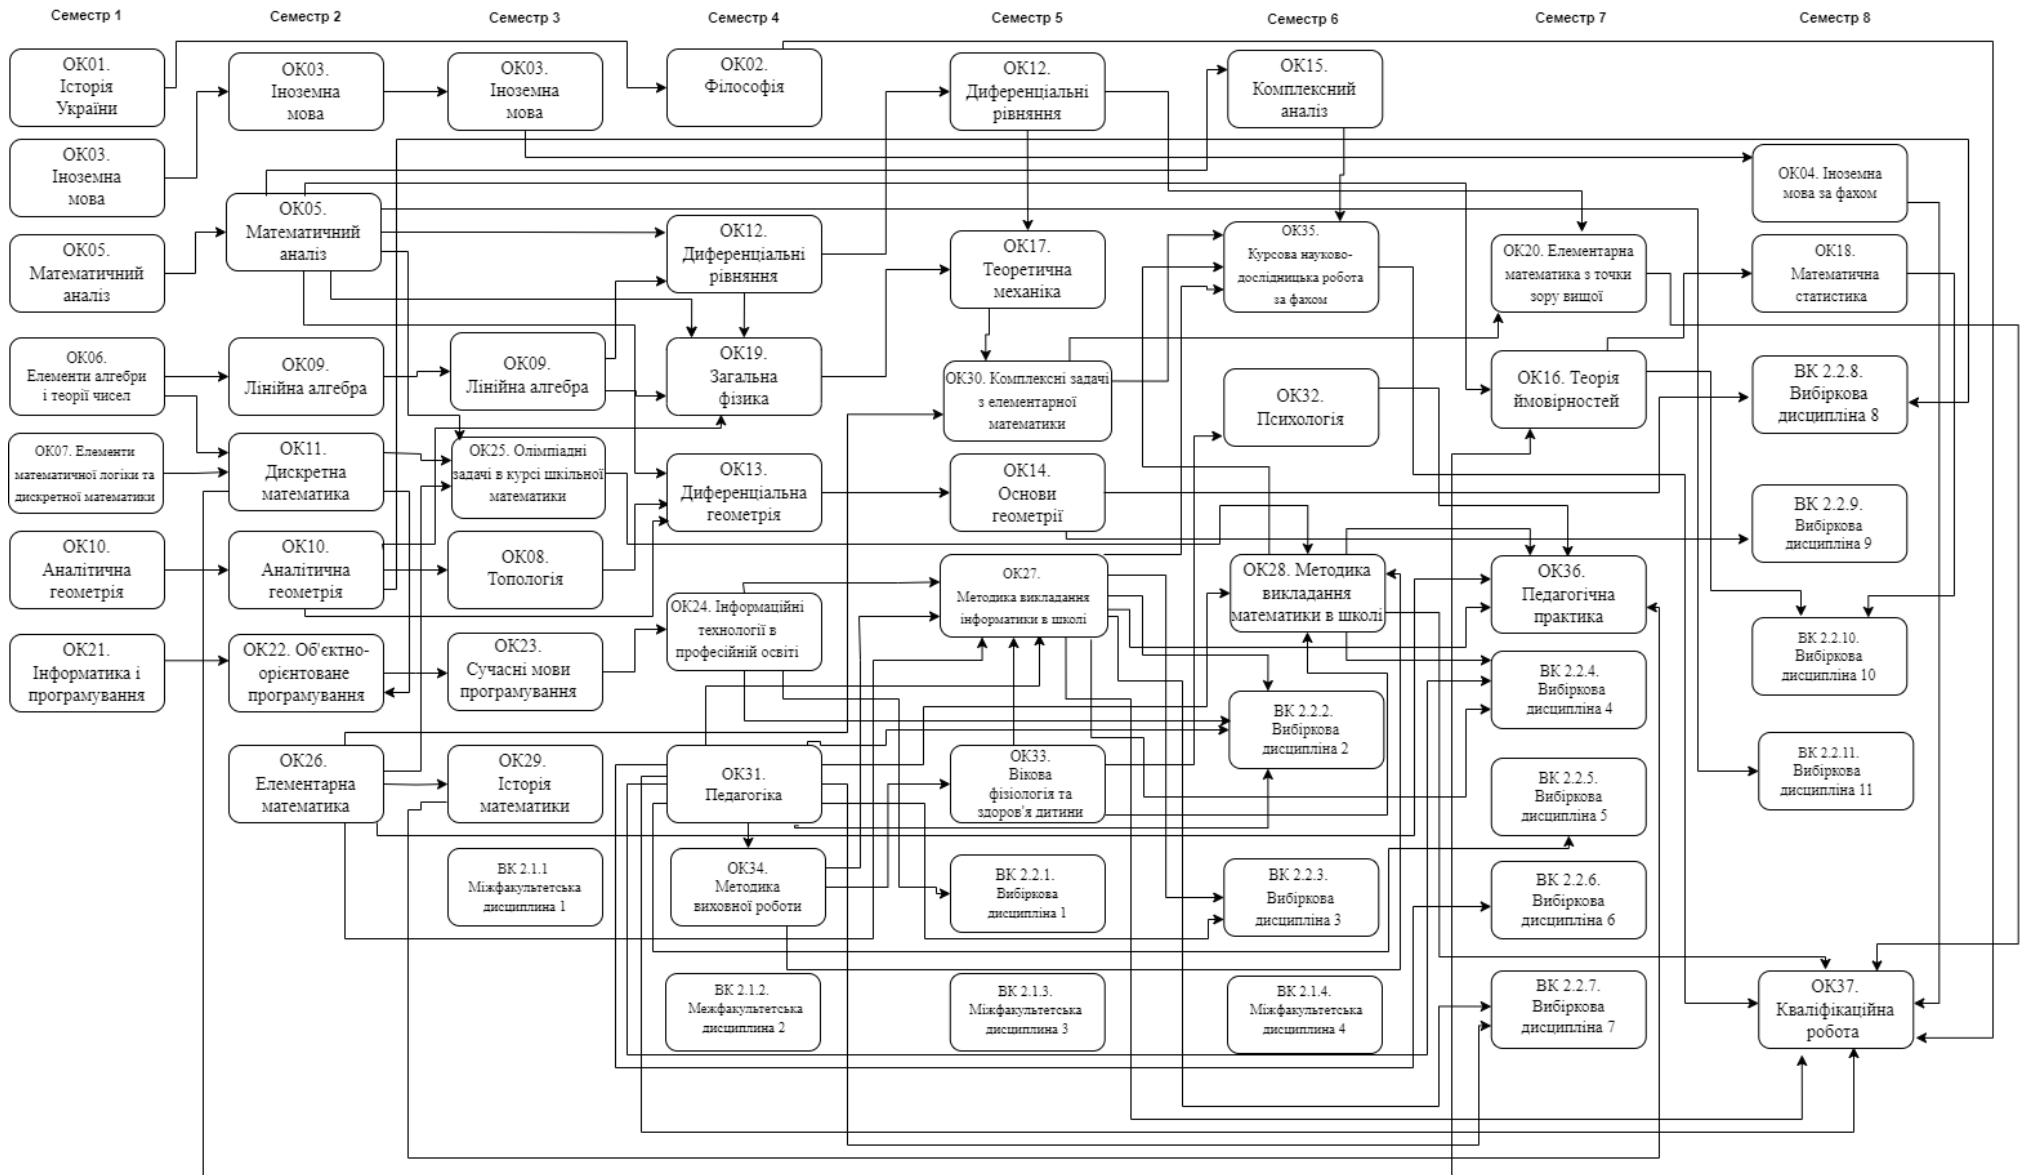 Семестр 1
Семестр 2
Семестр 3
Семестр 4
Семестр 5
Семестр 6
Семестр 7
Семестр 8
ОК01.
Історія
України
ОК03.
Іноземна
мова
ОК05.
Математичний
аналіз
ОК06.
Елементи алгебри
і теорії чисел
ОК07. Елементи
математичної логіки та
дискретної математики
ОК10.
Аналітична
геометрія
ОК21.
Інформатика і
програмування
ОК03.
Іноземна
мова
ОК05.
Математичний
аналіз
ОК09.
Лінійна алгебра
ОК11.
Дискретна
математика
ОК10.
Аналітична
геометрія
ОК22. Об'єктно-
орієнтоване
програмування
ОК26.
Елементарна
математика
ОК03.
Іноземна
мова
ОК09.
Лінійна алгебра
ОК25. Олімпіадні
задачі в курсі шкільної
математики
ОК08.
Топологія
ОК23.
Сучасні мови
програмування
ОК29.
Історія
математики
ВК 2.1.1
Міжфакультетська
дисциплина 1
ОК02.
Філософія
ОК12.
Диференціальні
рівняння
ОК19.
Загальна
фізика
ОК13.
Диференціальна
геометрія
ОК24. Інформаційні
технології в
професійній освіті
ОК31.
Педагогіка
ОК34.
Методика
виховної роботи
ВК 2.1.2.
Межфакультетська
дисциплина 2
ОК12.
Диференціальні
рівняння
ОК17.
Теоретична
механіка
ОК30. Комплексні задачі
з елементарної
математики
ОК14.
Основи
геометрії
ОК27.
Методика викладання
інформатики в школі
ОК33.
Вікова
фізіологія та
здоров'я дитини
ВК 2.2.1.
Вибіркова
дисципліна 1
ВК 2.1.3.
Міжфакультетська
дисциплина 3
ОК15.
Комплексний
аналіз
ОК35.
Курсова науково-
дослідницька робота
за фахом
ОК32.
Психологія
ОК28. Методика
викладання
математики в школі
ВК 2.2.2.
Вибіркова
дисципліна 2
ВК 2.2.3.
Вибіркова
дисципліна 3
ВК 2.1.4.
Міжфакультетська
дисциплина 4
ОК20. Елементарна
математика з точки
зору вищої
ОК16. Теорія
ймовірностей
ОК36.
Педагогічна
практика
ВК 2.2.4.
Вибіркова
дисципліна 4
ВК 2.2.5.
Вибіркова
дисципліна 5
ВК 2.2.6.
Вибіркова
дисципліна 6
ВК 2.2.7.
Вибіркова
дисципліна 7
ОК04. Іноземна
мова за фахом
ОК18.
Математична
статистика
ВК 2.2.8.
Вибіркова
дисципліна 8
ВК 2.2.9.
Вибіркова
дисципліна 9
ВК 2.2.10.
Вибіркова
дисципліна 10
ВК 2.2.11.
Вибіркова
дисципліна 11
ОК37.
Кваліфікаційна
робота